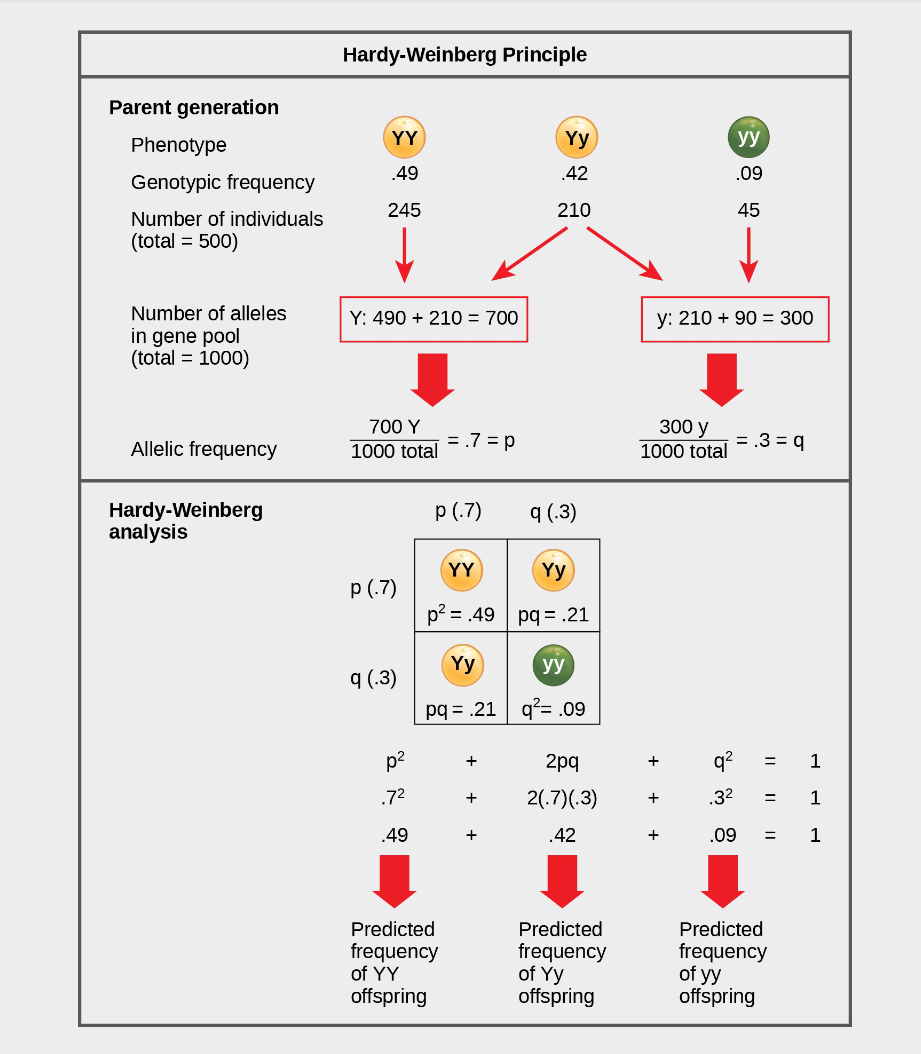 Hardy-Weinberg Principle
Parent generation
Phenotype YY Yy yy
Genotypic frequency .49 .42 .09
Number of individuals 245 210 45
(total = 500)
Number of alleles
in gene pool
(total = 1000)
Y: 490 + 210 = 700 y: 210 + 90 = 300
Allelic frequency
700 Y
1000 total = .7 = p
300 y
1000 total = .3 = q
Hardy-Weinberg
analysis
p (.7) q (.3)
p (.7)
YY Yy
p² = .49 pq = .21
q (.3)
Yy yy
pq = .21 q²= .09
p² + 2pq + q² = 1
.7² + 2(.7)(.3) + .3² = 1
.49 + .42 + .09 = 1
Predicted
frequency
of YY
offspring
Predicted
frequency
of Yy
offspring
Predicted
frequency
of yy
offspring